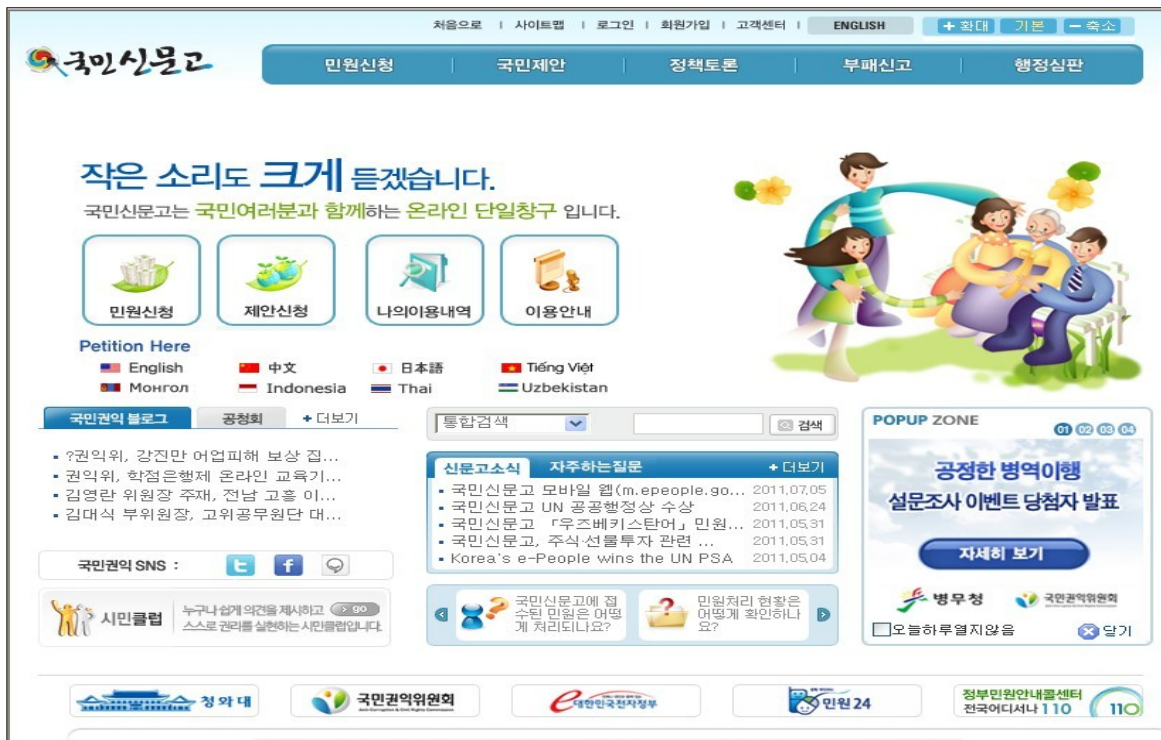 처음으로 | 사이트맵 | 로그인 | 회원가입 | 고객센터 | ENGLISH + 확대 기본 - 축소
국민신문고
민원신청 | 국민제안 | 정책토론 | 부패신고 | 행정심판
작은 소리도 크게 듣겠습니다.
국민신문고는 국민여러분과 함께하는 온라인 단일창구 입니다.
민원신청 제안신청 나의이용내역 이용안내
Petition Here
English 中文 日本語 Tiếng Việt
Монгол Indonesia Thai Uzbekistan
국민권익 블로그 공청회 + 더보기
?권익위, 강진만 어업피해 보상 집...
권익위, 학점은행제 온라인 교육기...
김영란 위원장 주재, 전남 고흥 이...
김대식 부위원장, 고위공무원단 대...
국민권익 SNS :
시민클럽
누구나 쉽게 의견을 제시하고 go
스스로 권리를 실현하는 시민클럽입니다.
통합검색 검색
신문고소식 자주하는질문 + 더보기
국민신문고 모바일 웹(m.epeople.go... 2011.07.05
국민신문고 UN 공공행정상 수상 2011.06.24
국민신문고 「우즈베키스탄어」 민원... 2011.05.31
국민신문고, 주식·선물투자 관련 ... 2011.05.31
Korea's e-People wins the UN PSA 2011.05.04
국민신문고에 접
수된 민원은 어떻
게 처리되나요?
민원처리 현황은
어떻게 확인하나
요?
POPUP ZONE 01 02 03 04
공정한 병역이행
설문조사 이벤트 당첨자 발표
자세히 보기
병무청 국민권익위원회
오늘하루열지않음 닫기
청와대
국민권익위원회
e대한민국전자정부
민원24
정부민원안내콜센터
전국어디서나 110 110